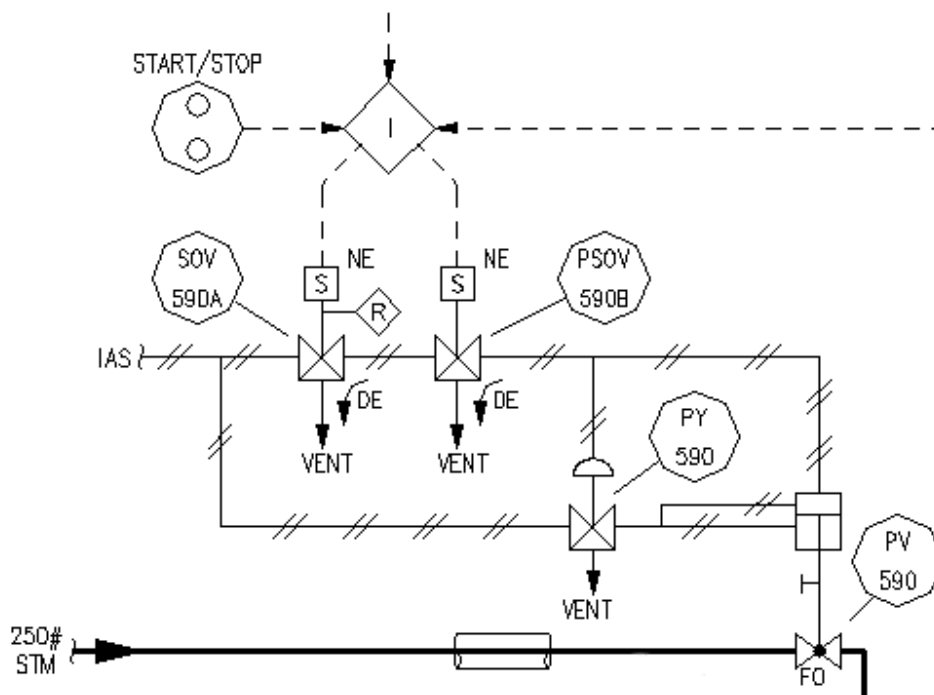 START/STOP
I
SOV
590A
NE
S
R
NE
S
PSOV
590B
IAS
DE
VENT
DE
VENT
PY
590
VENT
PV
590
250#
STM
FO